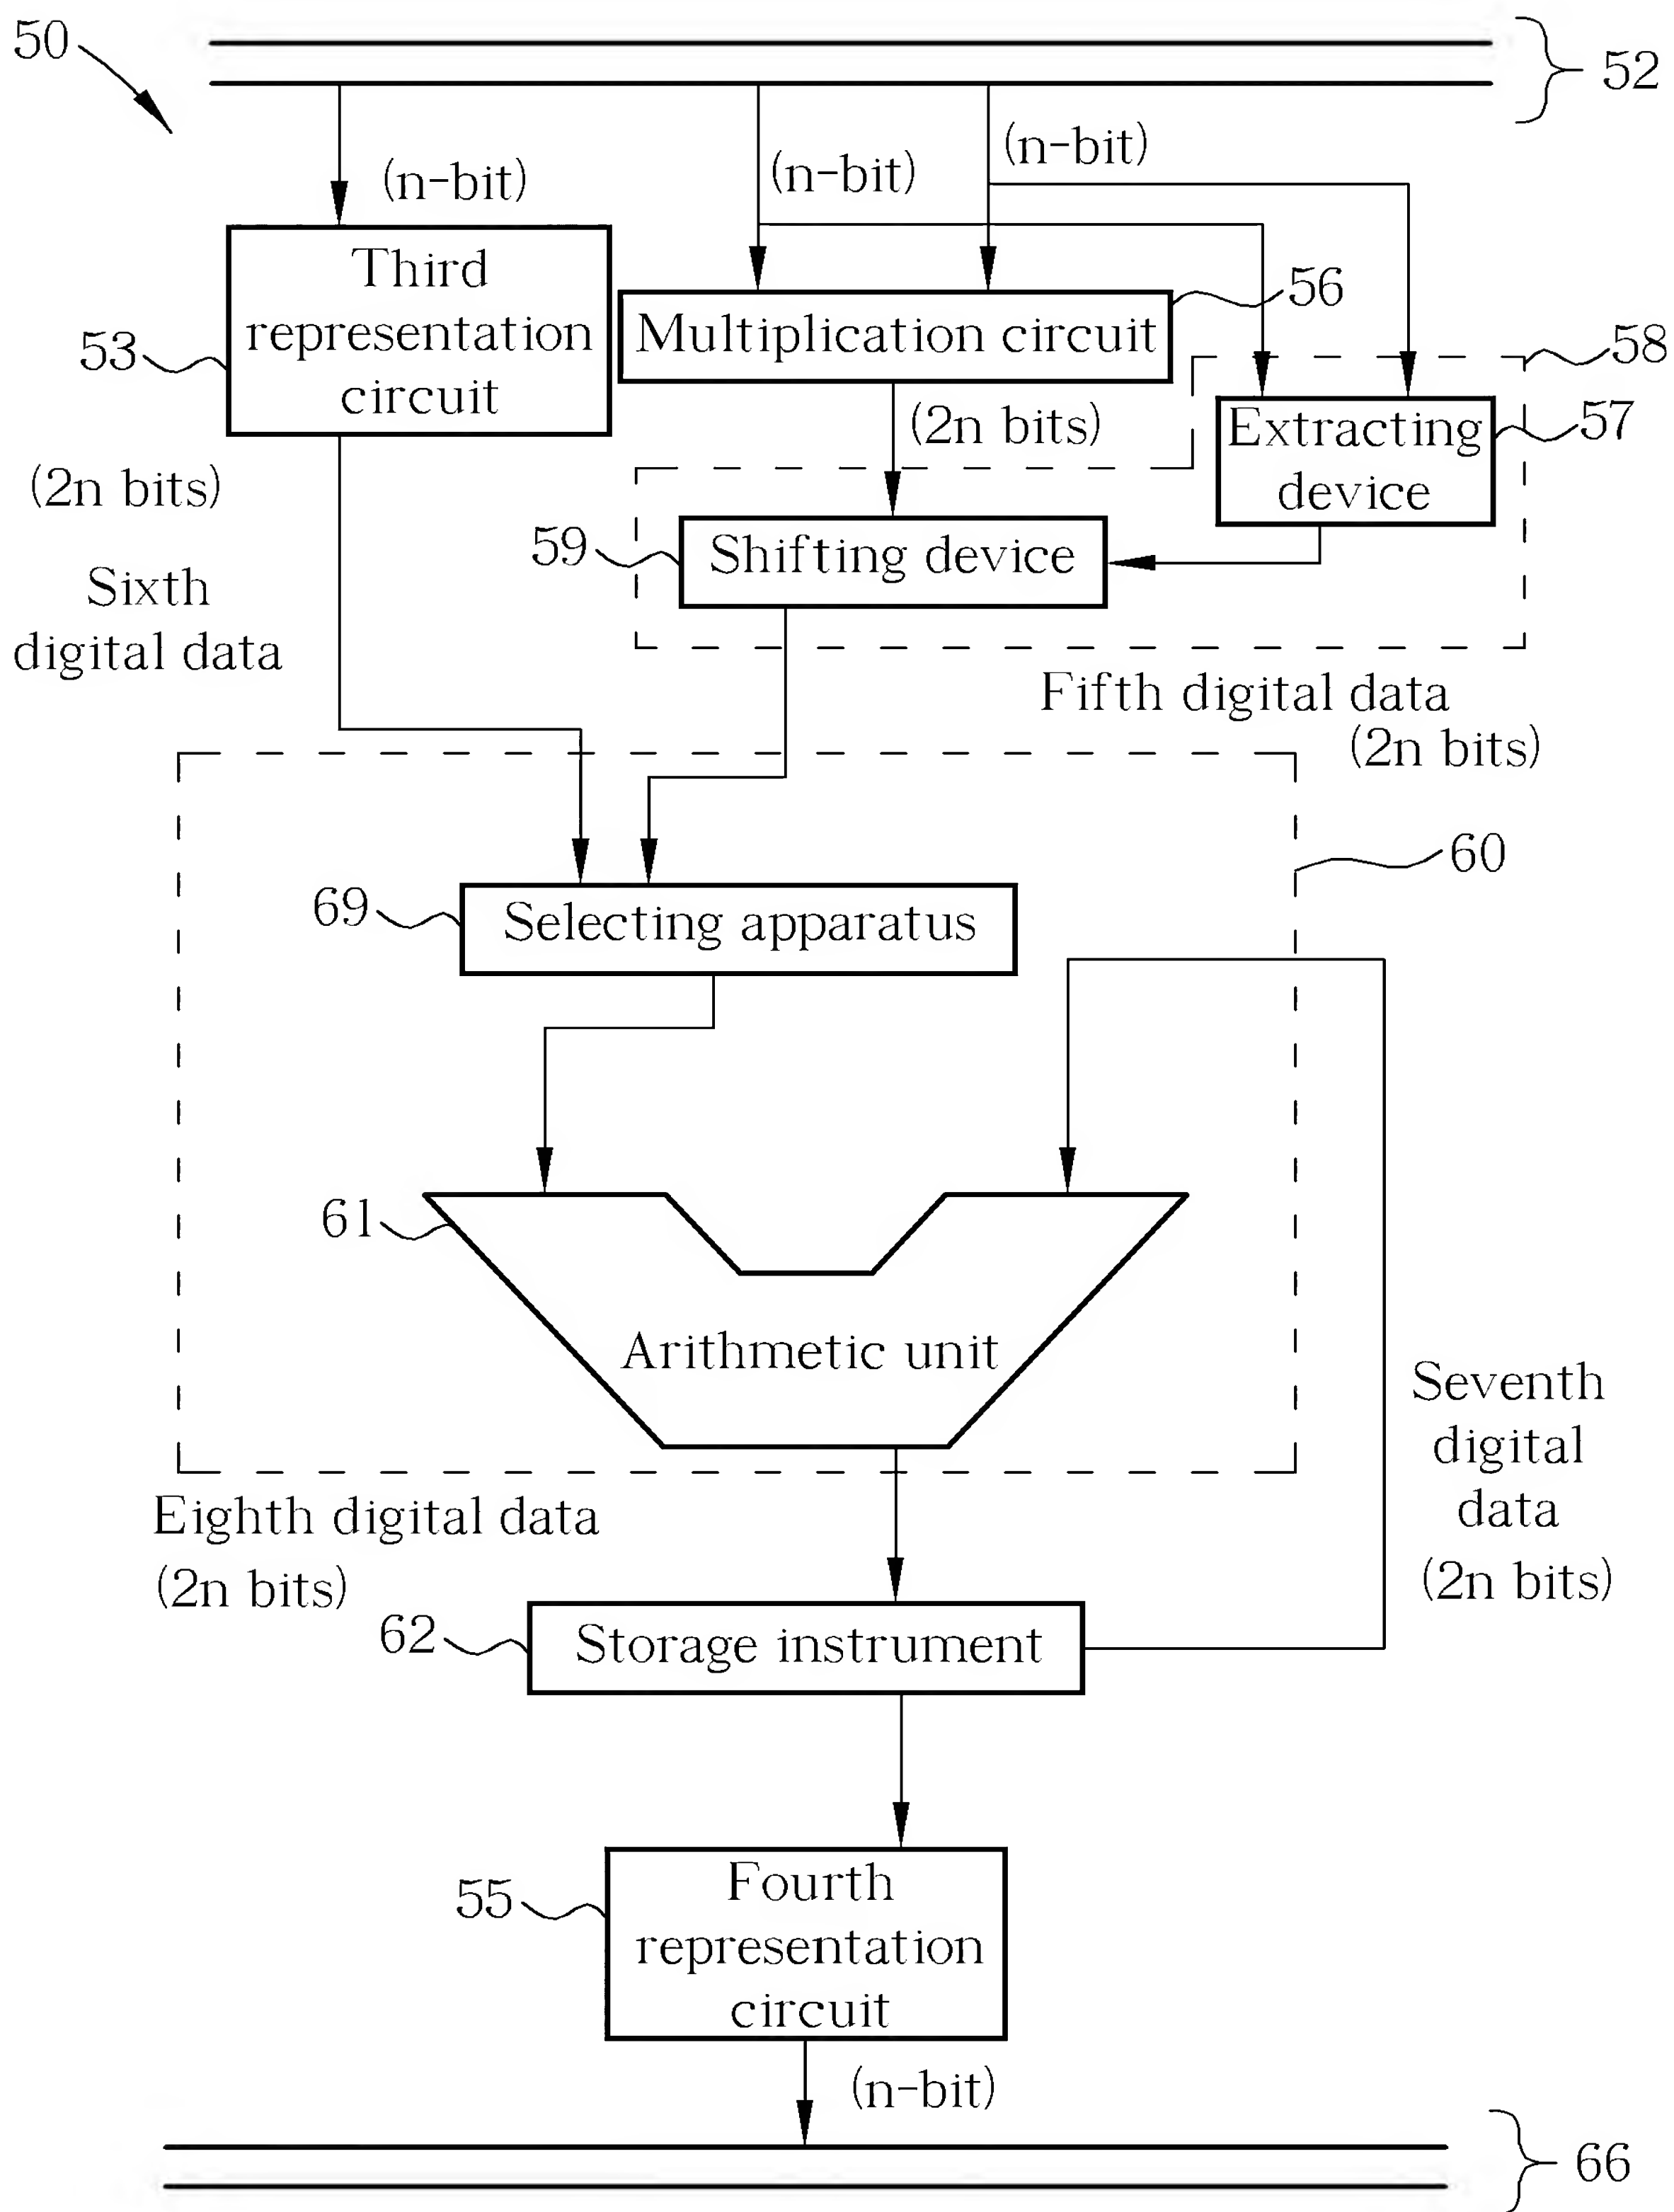 50
52
(n-bit)
(n-bit)
(n-bit)
Third
representation
circuit
53
Multiplication circuit
56
58
(2n bits)
Extracting
device
57
(2n bits)
59
Shifting device
Sixth
digital data
Fifth digital data
(2n bits)
60
69
Selecting apparatus
61
Arithmetic unit
Seventh
digital
data
(2n bits)
Eighth digital data
(2n bits)
62
Storage instrument
55
Fourth
representation
circuit
(n-bit)
66